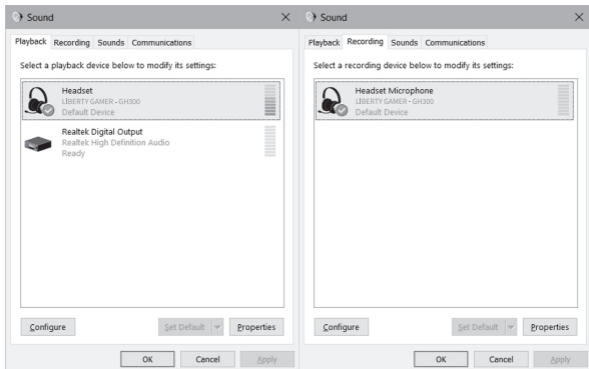 Sound
Playback Recording Sounds Communications
Select a playback device below to modify its settings:
Headset
LIBERTY GAMER - GH300
Default Device
Realtek Digital Output
Realtek High Definition Audio
Ready
Configure Set Default Properties
OK Cancel Apply
Sound
Playback Recording Sounds Communications
Select a recording device below to modify its settings:
Headset Microphone
LIBERTY GAMER - GH300
Default Device
Configure Set Default Properties
OK Cancel Apply